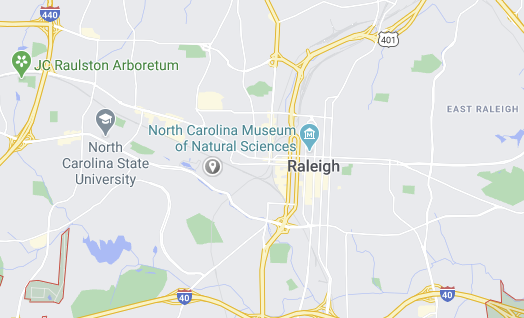 440
401
JC Raulston Arboretum
EAST RALEIGH
North
Carolina State
University
North Carolina Museum
of Natural Sciences
Raleigh
40
40